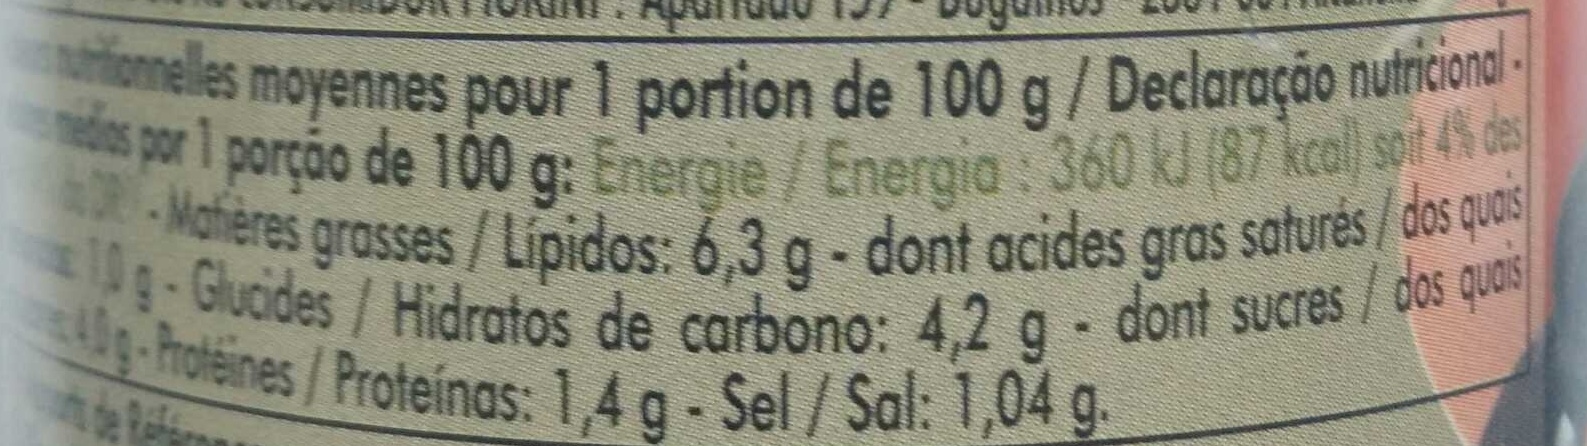 nutritionnelles moyennes pour 1 portion de 100 g / Declaração nutricional -
médios por 1 porção de 100 g: Energie / Energia : 360 kJ (87 kcal) soit 4% des
- Matières grasses / Lípidos: 6,3 g - dont acides gras saturés / dos quais
1,0 g - Glucides / Hidratos de carbono: 4,2 g - dont sucres / dos quais
4,0 g - Protéines / Proteínas: 1,4 g - Sel / Sal: 1,04 g.
de